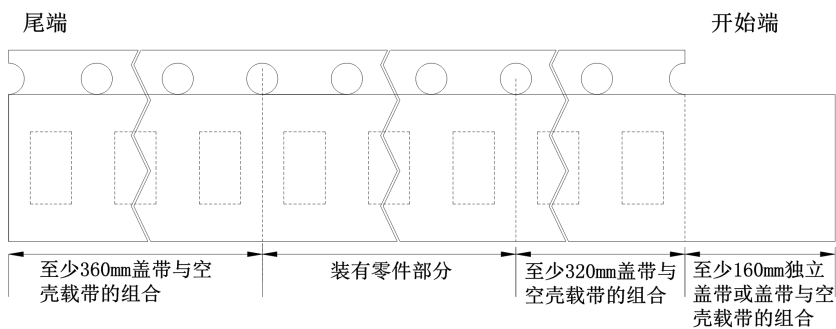 尾端
开始端
至少360mm盖带与空
壳载带的组合
装有零件部分
至少320mm盖带与
空壳载带的组合
至少160mm独立
盖带或盖带与空
壳载带的组合